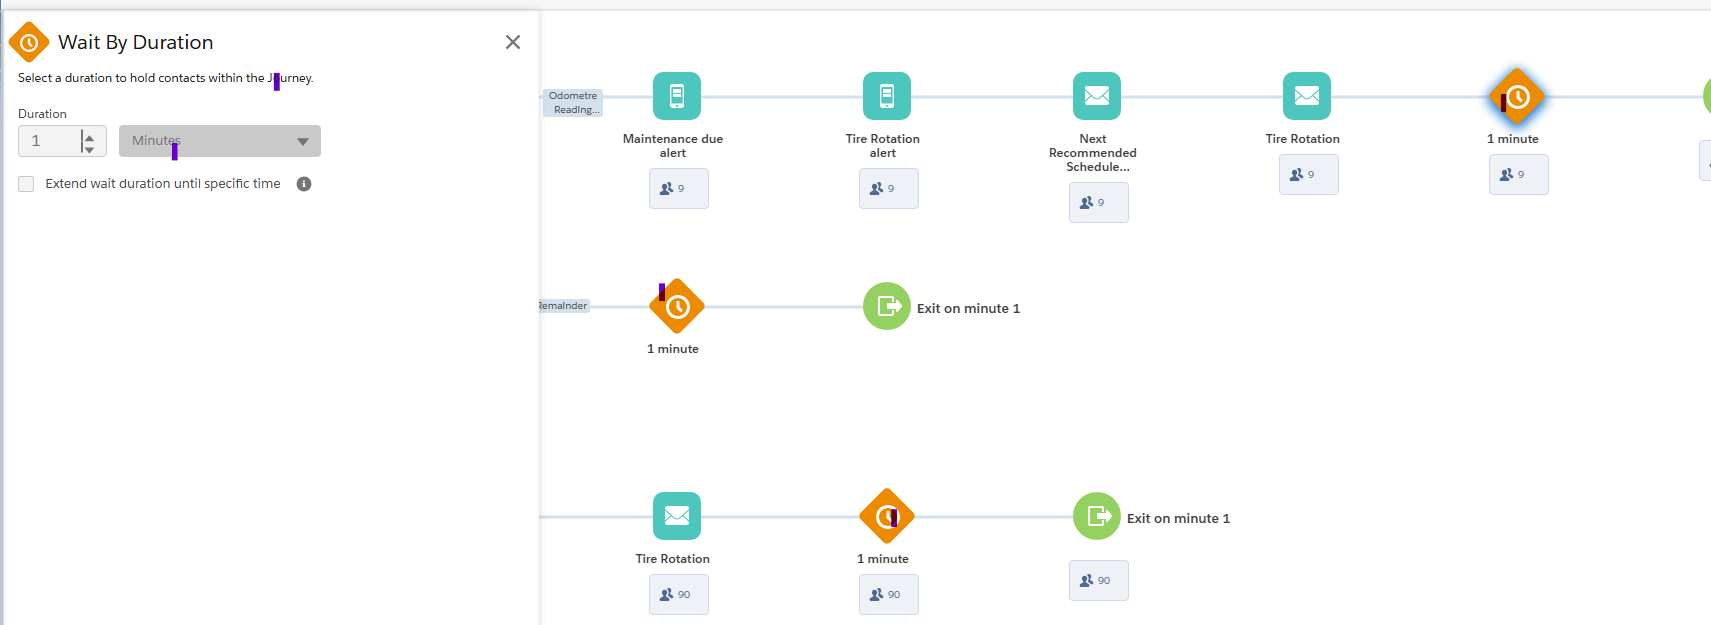 Wait By Duration
Select a duration to hold contacts within the Journey.
Duration
1 Minutes
Extend wait duration until specific time
Odometre
Reading...
Maintenance due
alert
9
Tire Rotation
alert
9
Next
Recommended
Schedule...
9
Tire Rotation
9
1 minute
9
Remainder
1 minute
Exit on minute 1
Tire Rotation
90
1 minute
90
Exit on minute 1
90